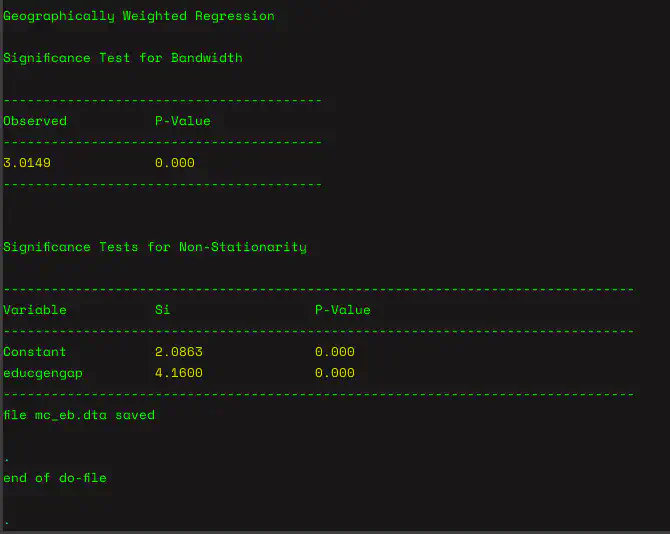 Geographically Weighted Regression
Significance Test for Bandwidth
----------------------------------------
Observed P-Value
----------------------------------------
3.0149 0.000
----------------------------------------
Significance Tests for Non-Stationarity
-------------------------------------------------------------------------------
Variable Si P-Value
-------------------------------------------------------------------------------
Constant 2.0863 0.000
educgengap 4.1600 0.000
-------------------------------------------------------------------------------
file mc_eb.dta saved
.
end of do-file
.